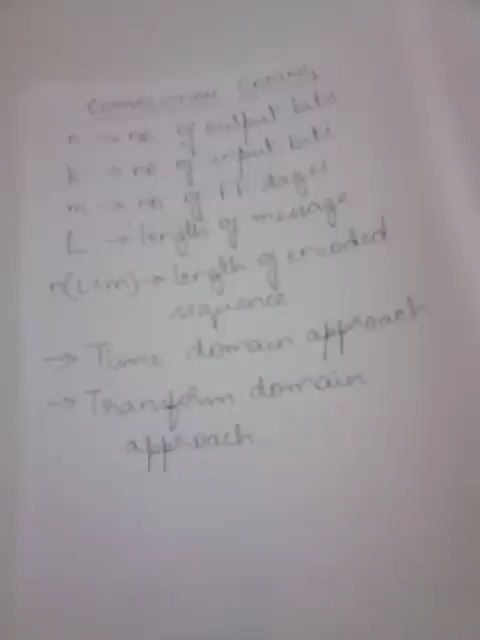 Convolution Coding
n → no of output bits
k → no of input bits
m → no of FF stages
L → length of message
n(L+m) → length of encoded
sequence
→ Time domain approach
→ Transform domain
approach